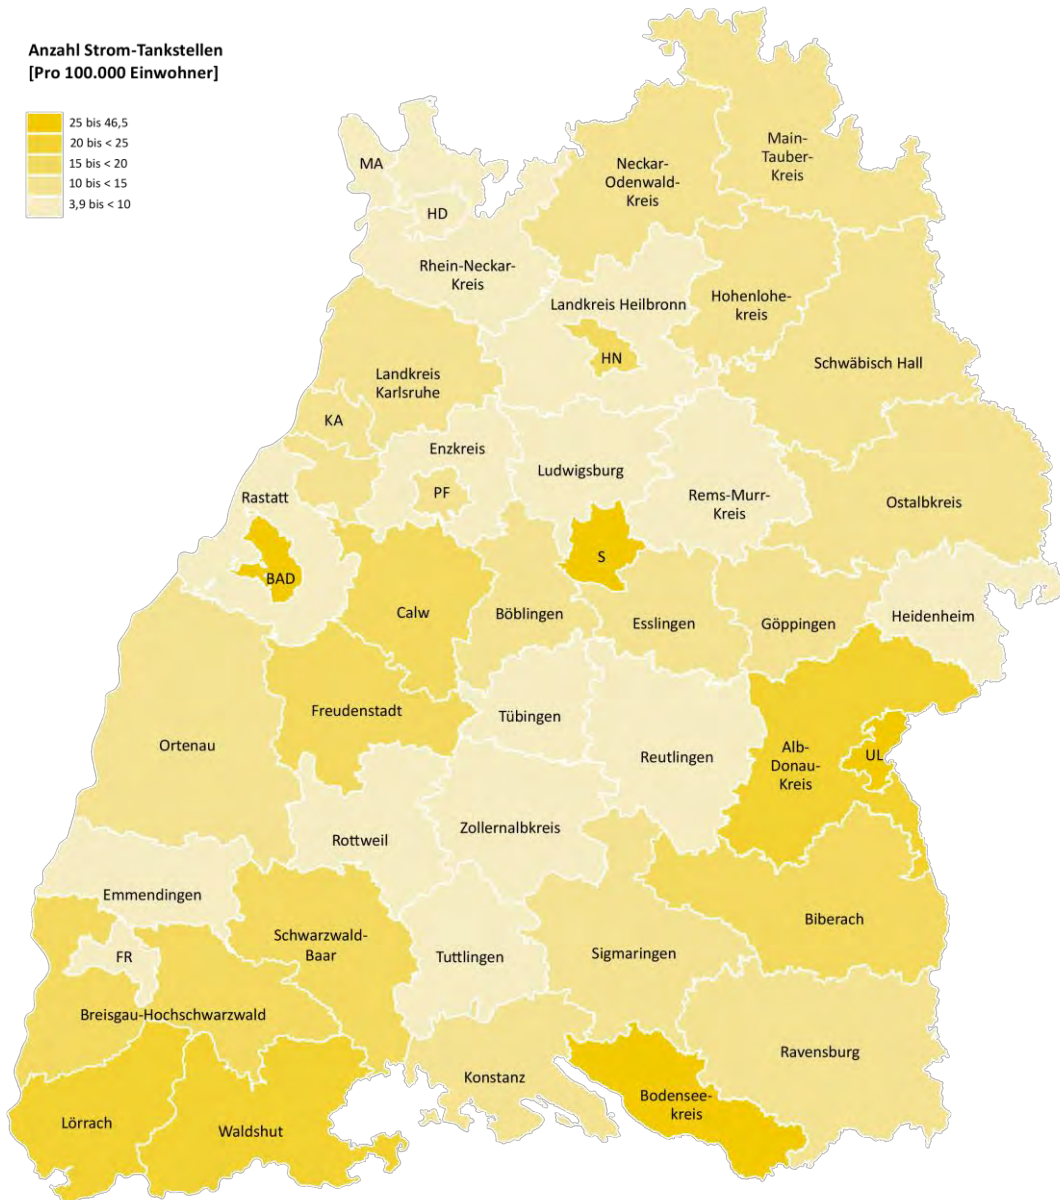 Anzahl Strom-Tankstellen
[Pro 100.000 Einwohner]
25 bis 46,5
20 bis < 25
15 bis < 20
10 bis < 15
3,9 bis < 10
MA
HD
Rhein-Neckar-
Kreis
Neckar-
Odenwald-
Kreis
Main-
Tauber-
Kreis
Landkreis Heilbronn
HN
Hohenlohe-
kreis
Schwäbisch Hall
Landkreis
Karlsruhe
KA
Enzkreis
PF
Ludwigsburg
Rems-Murr-
Kreis
Ostalbkreis
Rastatt
BAD
S
Calw
Böblingen
Esslingen
Göppingen
Heidenheim
Freudenstadt
Tübingen
Reutlingen
Alb-
Donau-
Kreis
UL
Ortenau
Rottweil
Zollernalbkreis
Emmendingen
FR
Schwarzwald-
Baar
Tuttlingen
Sigmaringen
Biberach
Breisgau-Hochschwarzwald
Ravensburg
Konstanz
Bodensee-
kreis
Lörrach
Waldshut